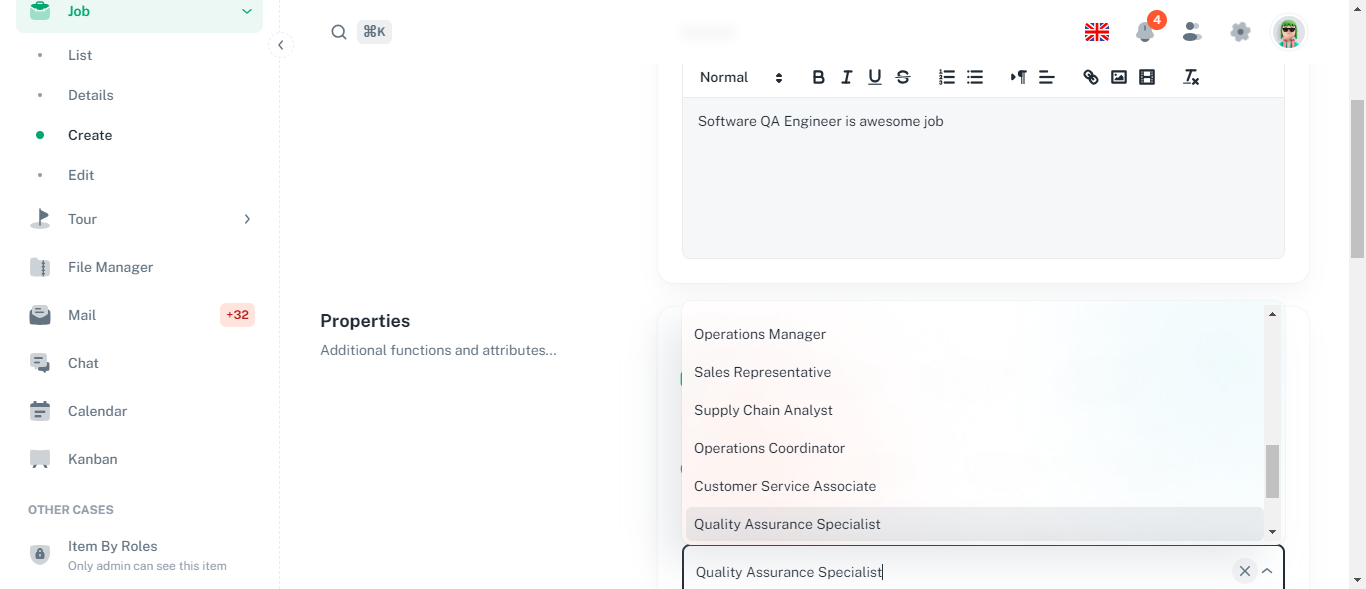 Job
List
Details
Create
Edit
Tour
File Manager
Mail
+32
Chat
Calendar
Kanban
OTHER CASES
Item By Roles
Only admin can see this item
⌘K
4
Normal
Software QA Engineer is awesome job
Properties
Additional functions and attributes...
Operations Manager
Sales Representative
Supply Chain Analyst
Operations Coordinator
Customer Service Associate
Quality Assurance Specialist
Quality Assurance Specialist